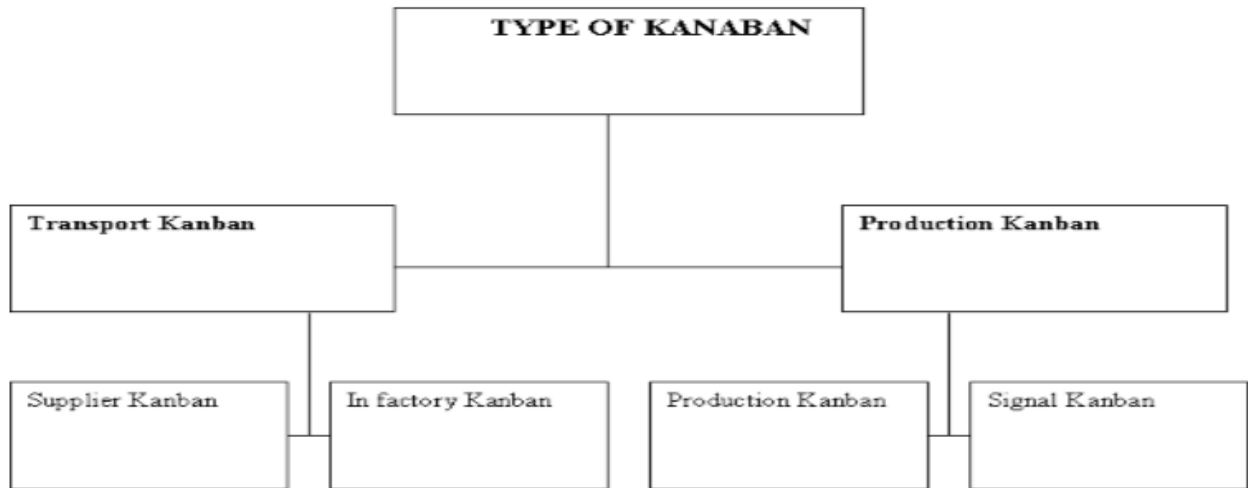 TYPE OF KANABAN
Transport Kanban
Production Kanban
Supplier Kanban
In factory Kanban
Production Kanban
Signal Kanban